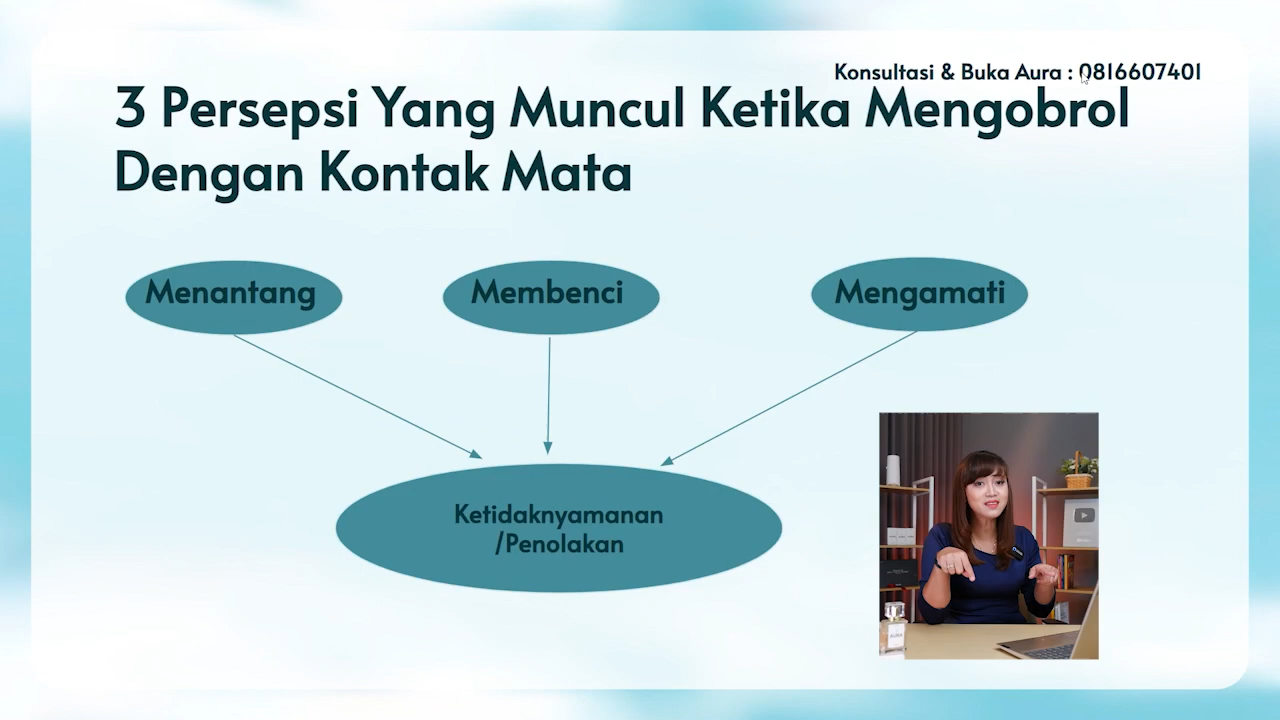 Konsultasi & Buka Aura : 0816607401
3 Persepsi Yang Muncul Ketika Mengobrol
Dengan Kontak Mata
Menantang
Membenci
Mengamati
Ketidaknyamanan
/Penolakan